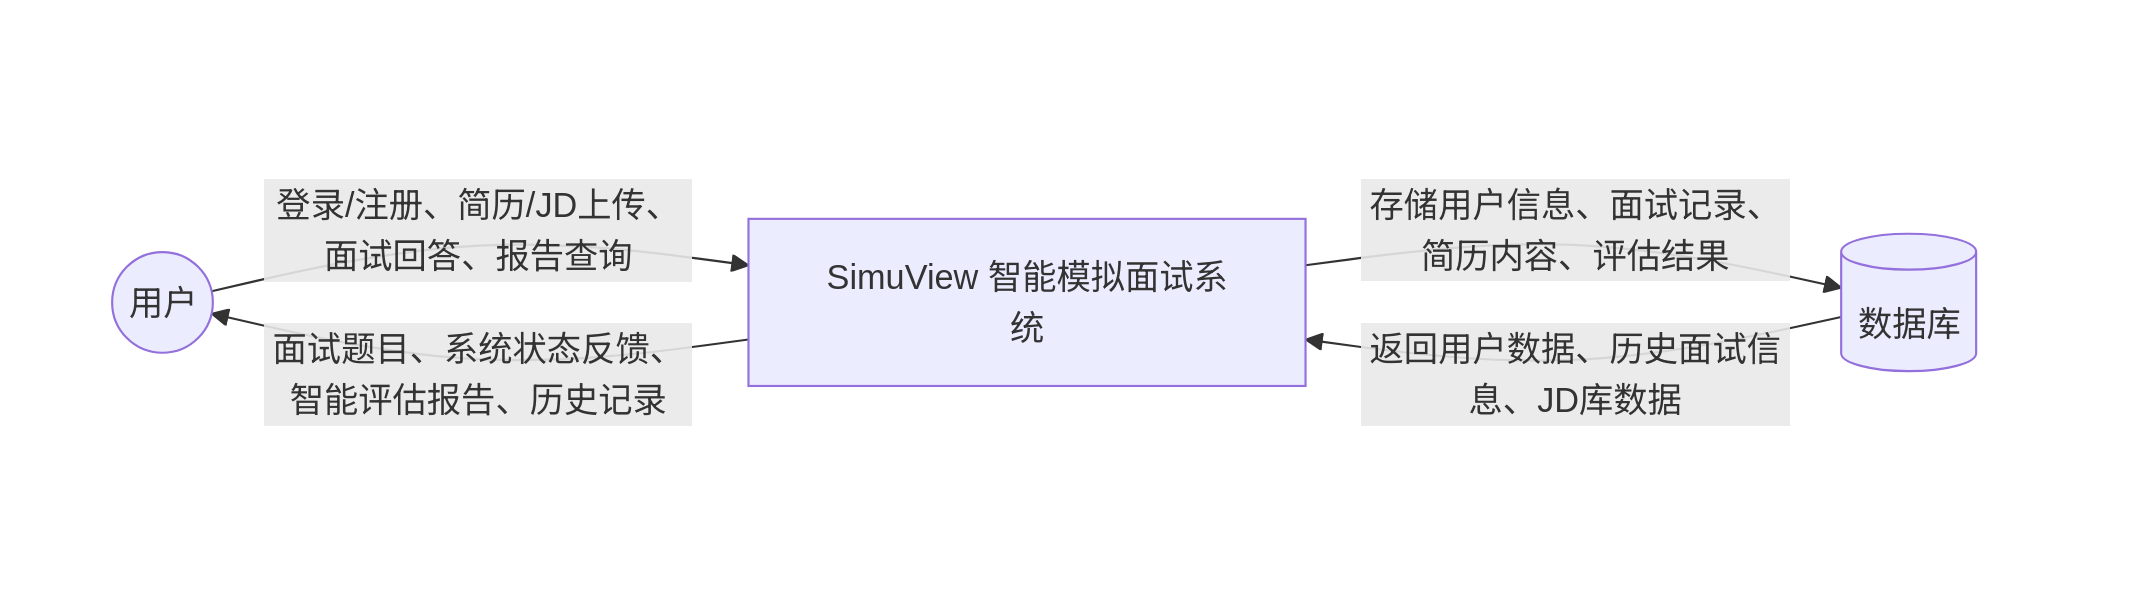 登录/注册、简历/JD上传、
面试回答、报告查询
存储用户信息、面试记录、
简历内容、评估结果
SimuView 智能模拟面试系
统
用户
数据库
面试题目、系统状态反馈、
智能评估报告、历史记录
返回用户数据、历史面试信
息、JD库数据